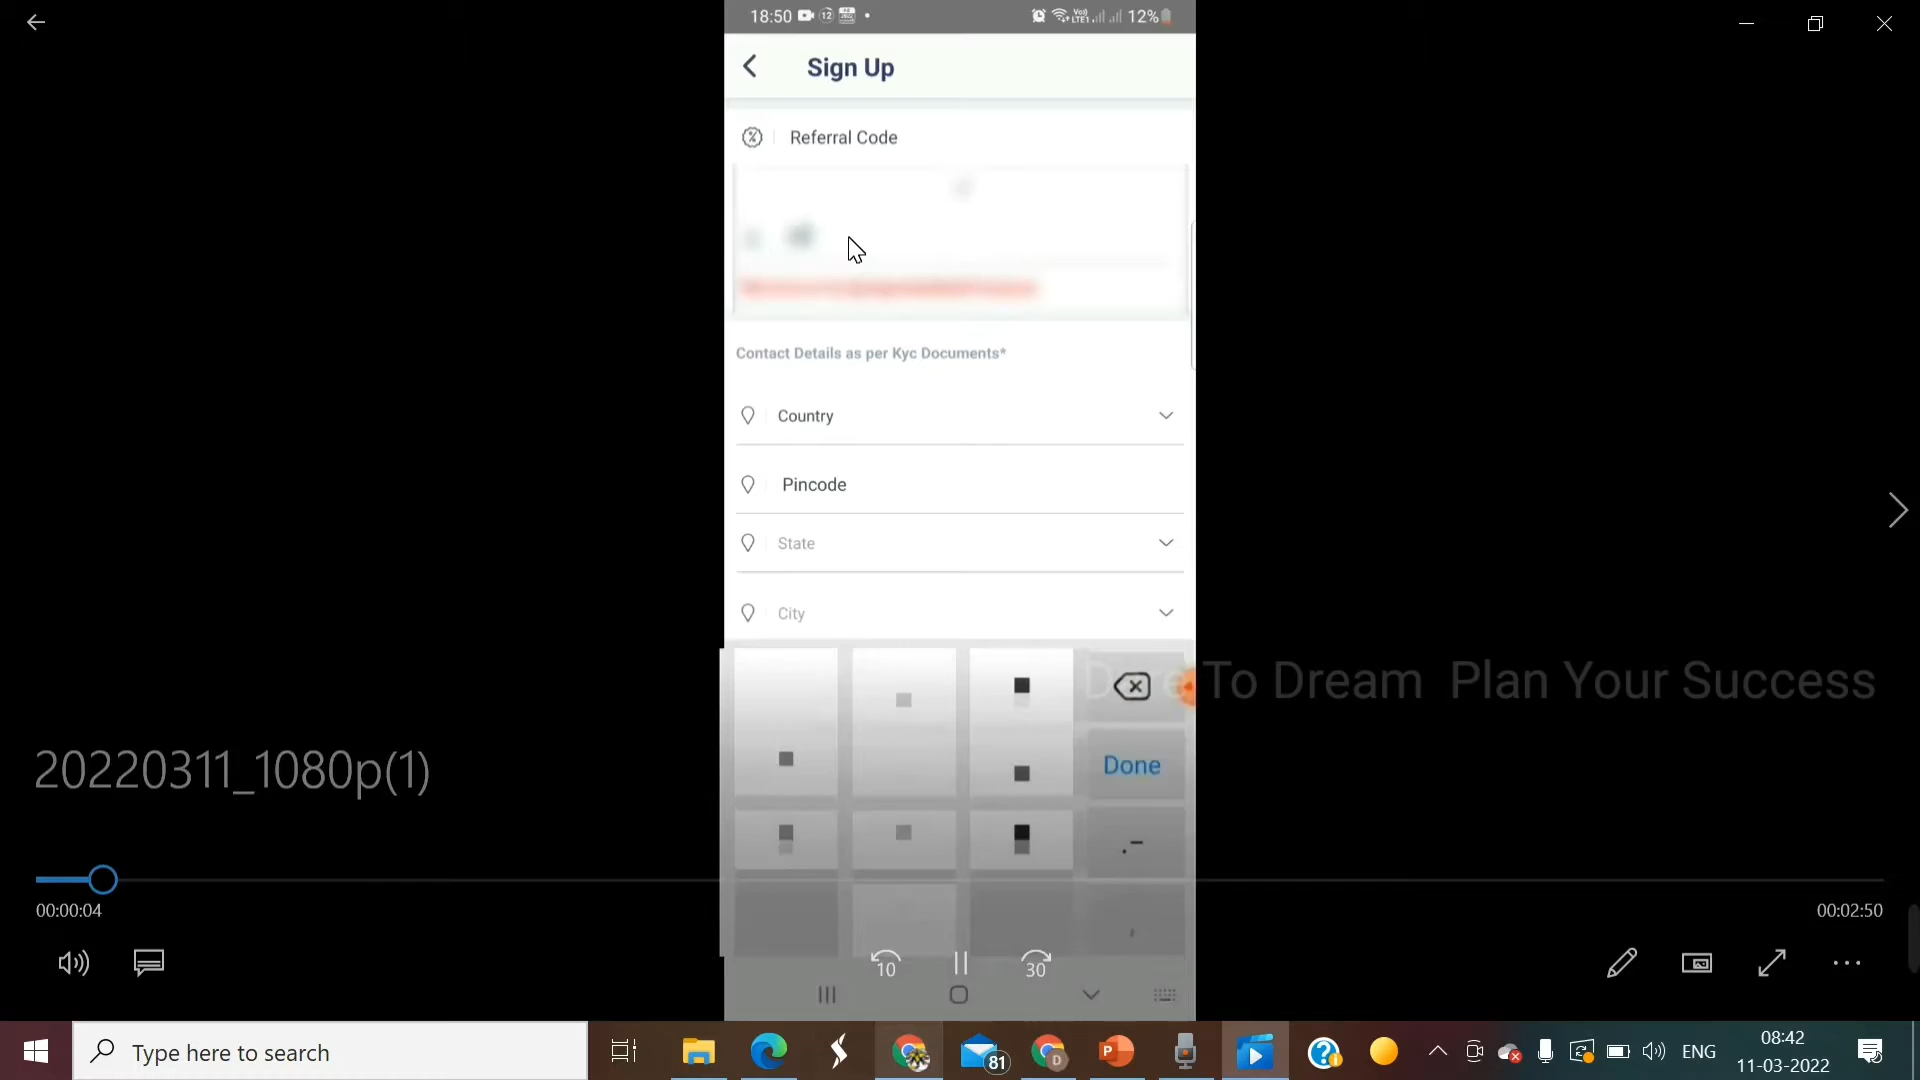 18:50 12 12%
Sign Up
Referral Code
Contact Details as per Kyc Documents*
Country
Pincode
State
City
To Dream Plan Your Success
Done
.-
,
20220311_1080p(1)
00:00:04
00:02:50
10
30
Type here to search
81
ENG
08:42
11-03-2022